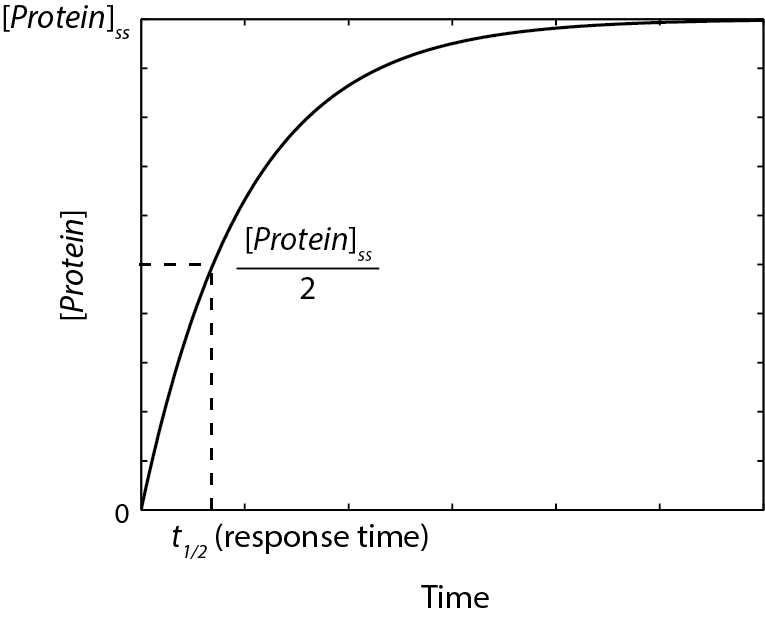 [Protein]ss
[Protein]
[Protein]ss
2
0
t1/2 (response time)
Time